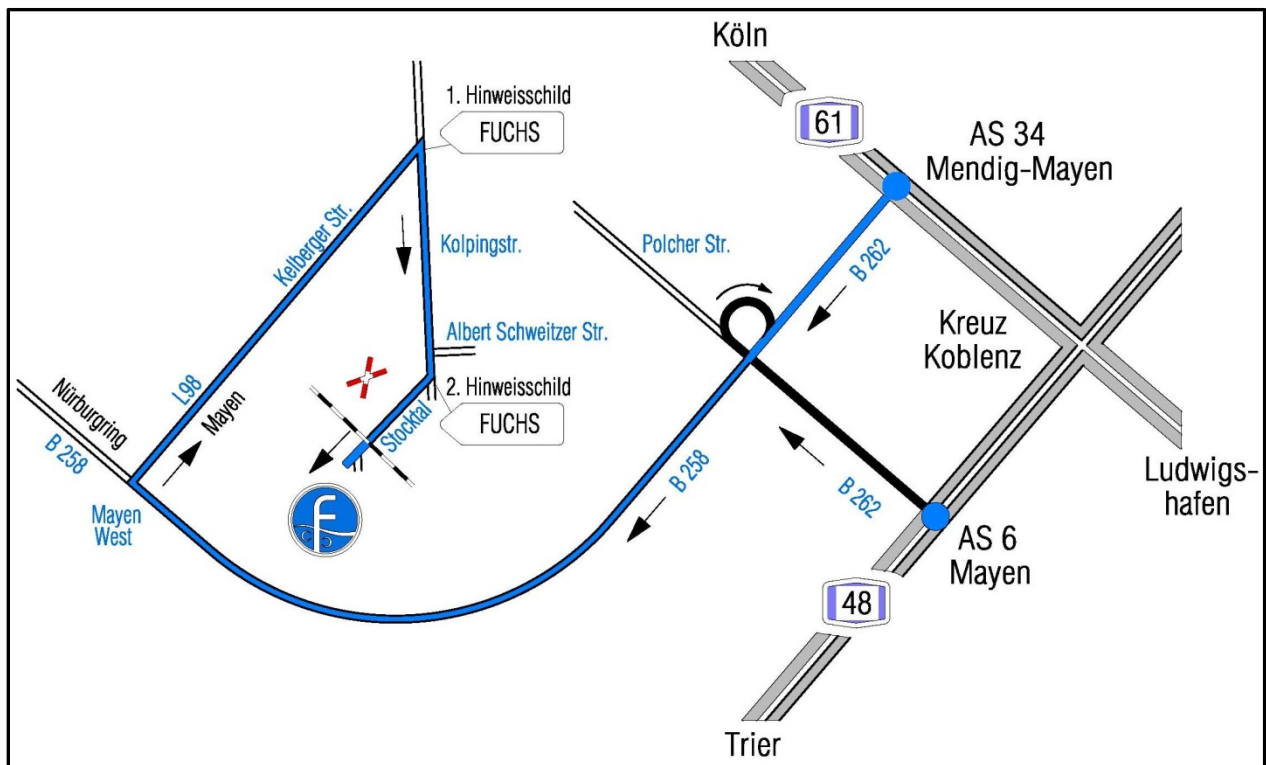 Köln
1. Hinweisschild
FUCHS
61
AS 34
Mendig-Mayen
Kelberger Str.
Kolpingstr.
Polcher Str.
B 262
Albert Schweitzer Str.
Kreuz
Koblenz
Nürburgring
B 258
L98
Mayen
2. Hinweisschild
FUCHS
Stocktal
Mayen
West
B 258
B 262
Ludwigs-
hafen
AS 6
Mayen
48
Trier
F